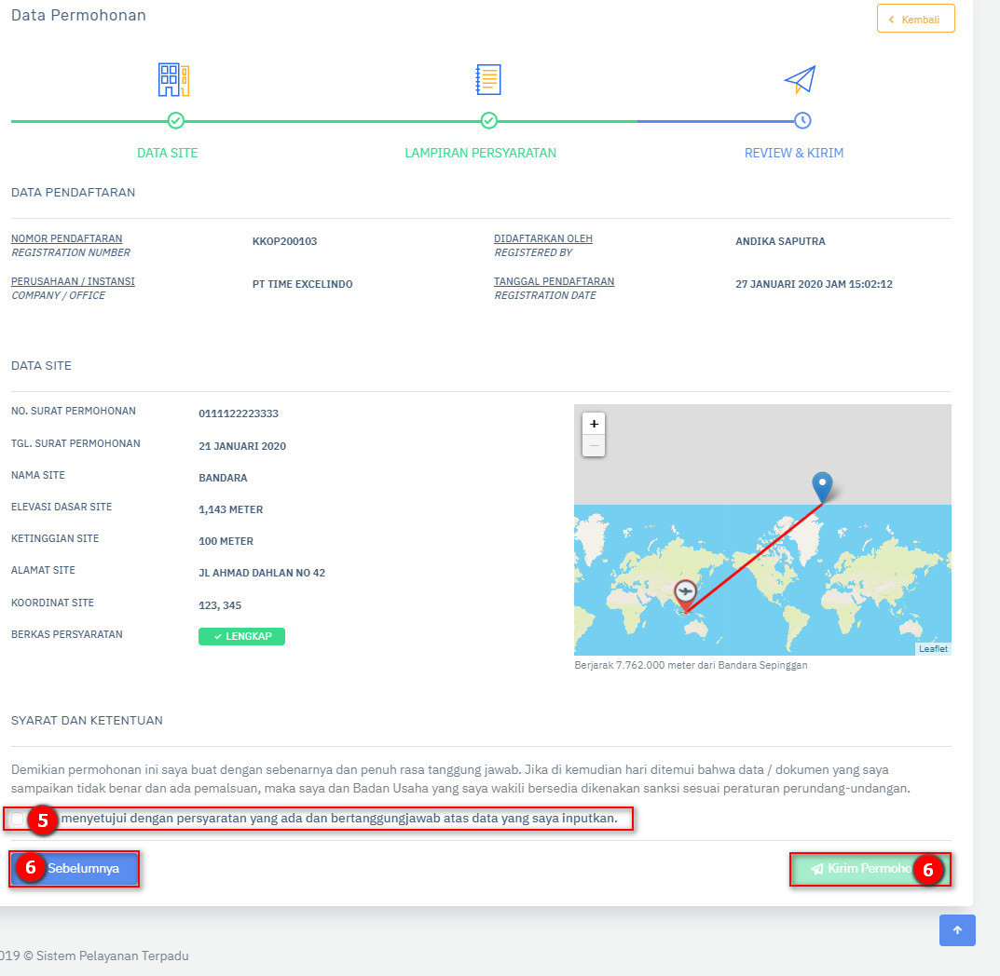 Data Permohonan
Kembali
DATA SITE
LAMPIRAN PERSYARATAN
REVIEW & KIRIM
DATA PENDAFTARAN
NOMOR PENDAFTARAN
REGISTRATION NUMBER
KKOP200103
DIDAFTARKAN OLEH
REGISTERED BY
ANDIKA SAPUTRA
PERUSAHAAN / INSTANSI
COMPANY / OFFICE
PT TIME EXCELINDO
TANGGAL PENDAFTARAN
REGISTRATION DATE
27 JANUARI 2020 JAM 15:02:12
DATA SITE
NO. SURAT PERMOHONAN
0111122223333
TGL. SURAT PERMOHONAN
21 JANUARI 2020
NAMA SITE
BANDARA
ELEVASI DASAR SITE
1,143 METER
KETINGGIAN SITE
100 METER
ALAMAT SITE
JL AHMAD DAHLAN NO 42
KOORDINAT SITE
123, 345
BERKAS PERSYARATAN
LENGKAP
+
−
Leaflet
Berjarak 7.762.000 meter dari Bandara Sepinggan
SYARAT DAN KETENTUAN
Demikian permohonan ini saya buat dengan sebenarnya dan penuh rasa tanggung jawab. Jika di kemudian hari ditemui bahwa data / dokumen yang saya
sampaikan tidak benar dan ada pemalsuan, maka saya dan Badan Usaha yang saya wakili bersedia dikenakan sanksi sesuai peraturan perundang-undangan.
5 menyetujui dengan persyaratan yang ada dan bertanggungjawab atas data yang saya inputkan.
6 Sebelumnya
Kirim Permoho 6
019 © Sistem Pelayanan Terpadu